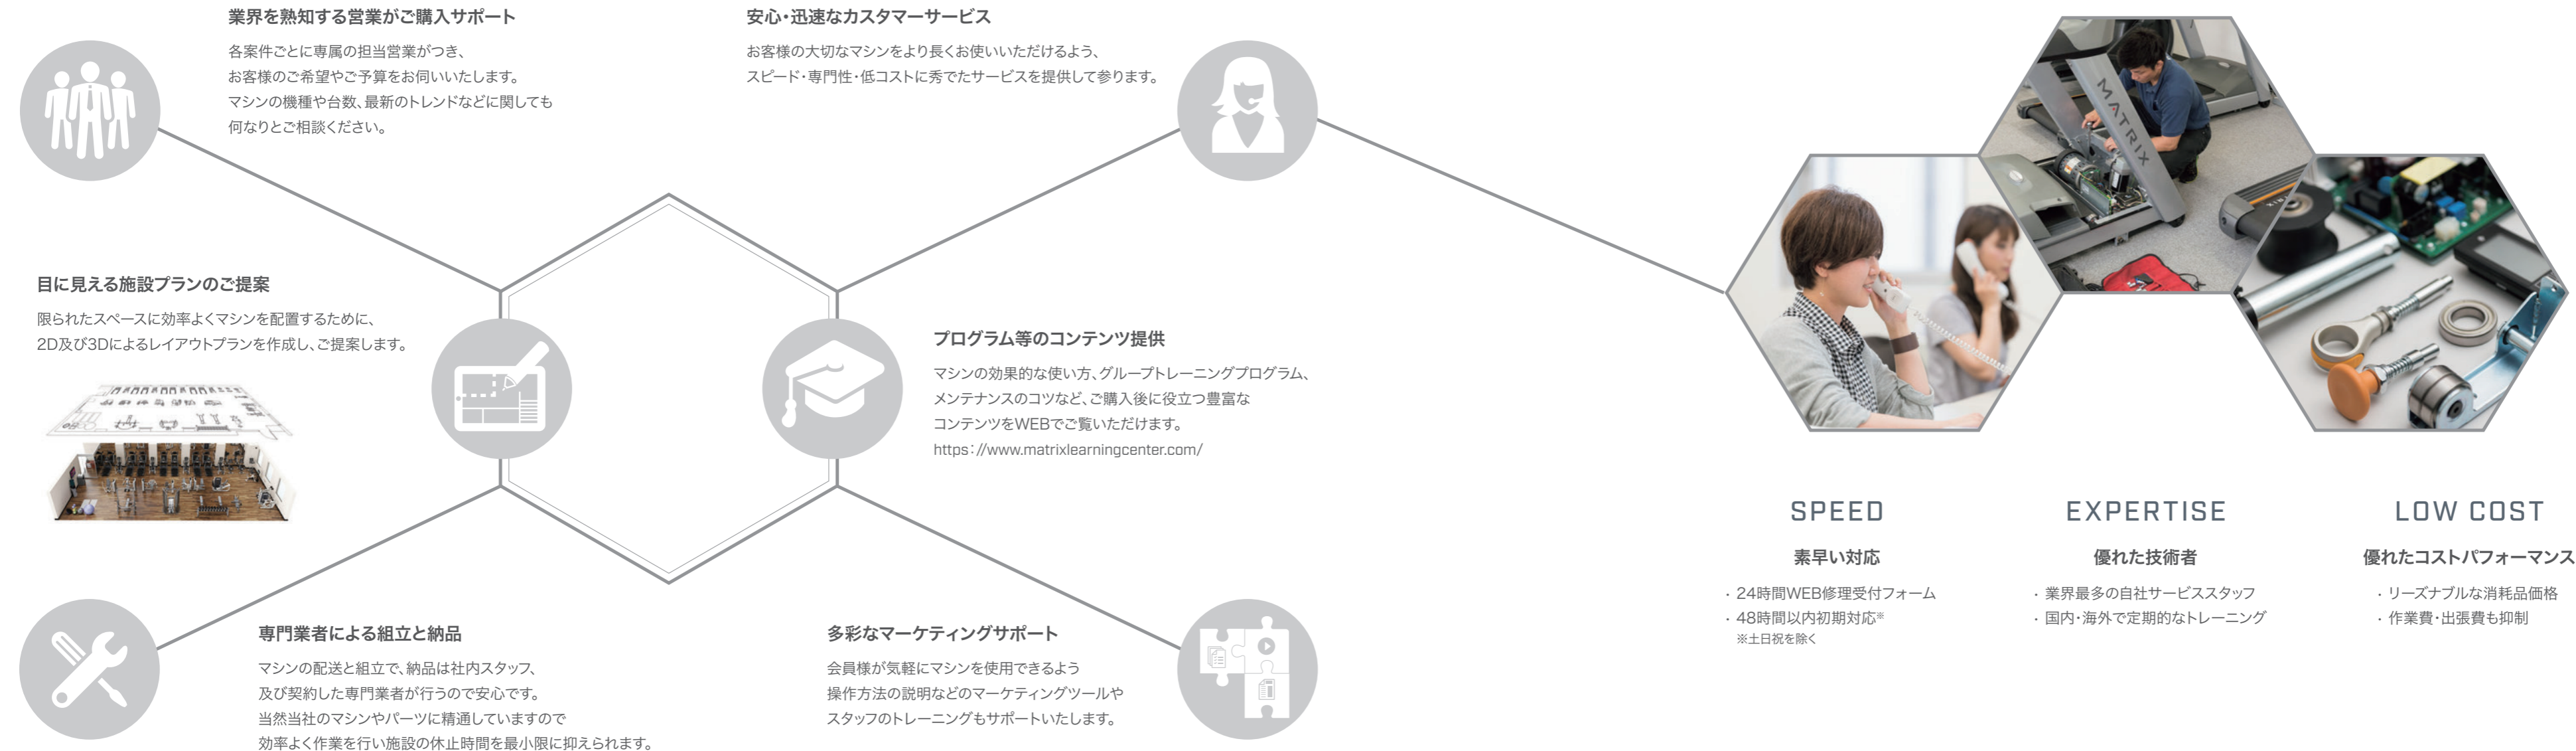 業界を熟知する営業がご購入サポート
各案件ごとに専属の担当営業がつき、
お客様のご希望やご予算をお伺いいたします。
マシンの機種や台数、最新のトレンドなどに関しても
何なりとご相談ください。
安心・迅速なカスタマーサービス
お客様の大切なマシンをより長くお使いいただけるよう、
スピード・専門性・低コストに秀でたサービスを提供して参ります。
目に見える施設プランのご提案
限られたスペースに効率よくマシンを配置するために、
2D及び3Dによるレイアウトプランを作成し、ご提案します。
プログラム等のコンテンツ提供
マシンの効果的な使い方、グループトレーニングプログラム、
メンテナンスのコツなど、ご購入後に役立つ豊富な
コンテンツをWEBでご覧いただけます。
https://www.matrixlearningcenter.com/
専門業者による組立と納品
マシンの配送と組立で、納品は社内スタッフ、
及び契約した専門業者が行うので安心です。
当然当社のマシンやパーツに精通していますので
効率よく作業を行い施設の休止時間を最小限に抑えられます。
多彩なマーケティングサポート
会員様が気軽にマシンを使用できるよう
操作方法の説明などのマーケティングツールや
スタッフのトレーニングもサポートいたします。
MATRIX
SPEED
素早い対応
・24時間WEB修理受付フォーム
・48時間以内初期対応※
※土日祝を除く
EXPERTISE
優れた技術者
・業界最多の自社サービススタッフ
・国内・海外で定期的なトレーニング
LOW COST
優れたコストパフォーマンス
・リーズナブルな消耗品価格
・作業費・出張費も抑制